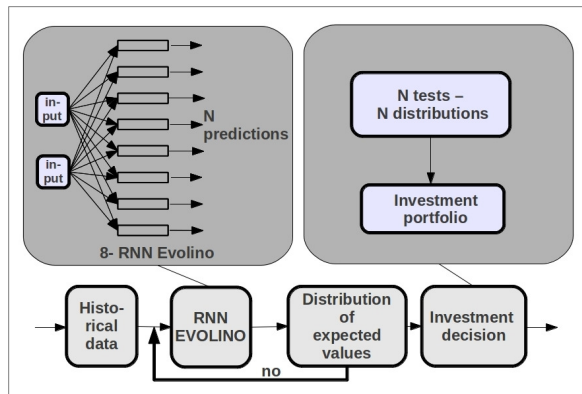 in-
put
in-
put
N
predictions
8- RNN Evolino
N tests –
N distributions
Investment
portfolio
Histo-
rical
data
RNN
EVOLINO
Distribution
of
expected
values
Investment
decision
no